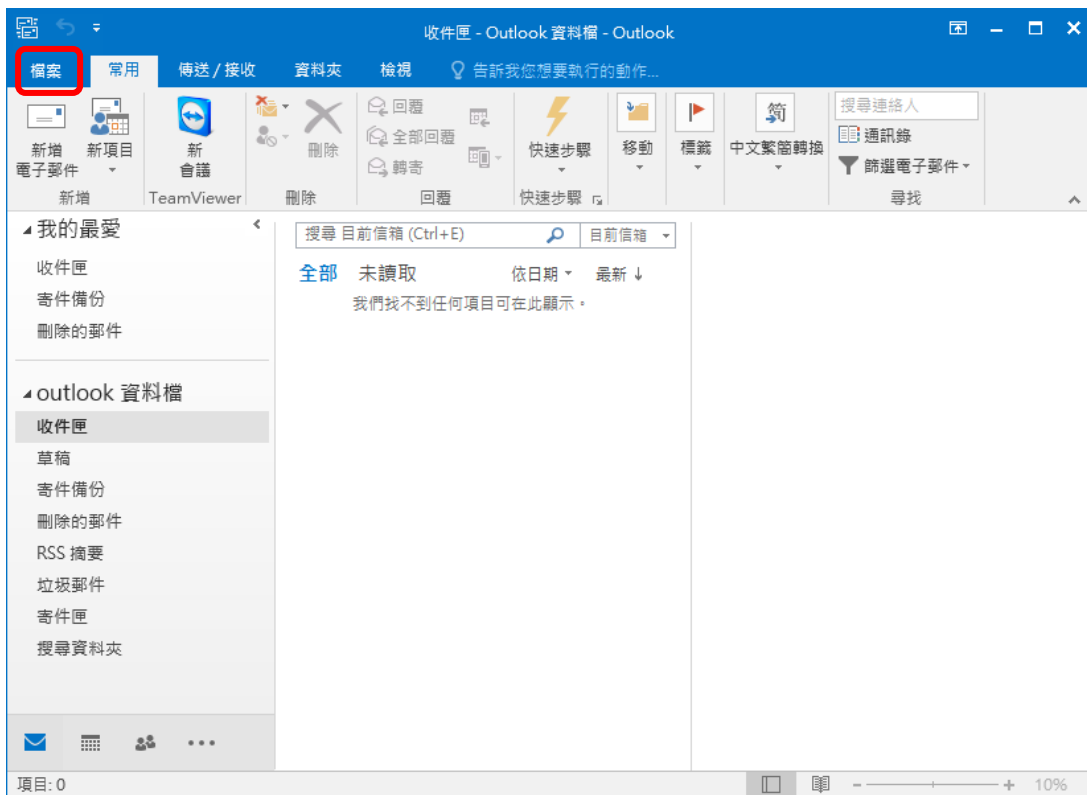 收件匣 - Outlook 資料檔 - Outlook
檔案 常用 傳送 / 接收 資料夾 檢視 告訴我您想要執行的動作...
新增
電子郵件
新項目
新增
新
會議
TeamViewer
刪除
刪除
回覆
全部回覆
轉寄
回覆
快速步驟
快速步驟
移動
標籤
简
中文繁簡轉換
搜尋連絡人
通訊錄
篩選電子郵件
尋找
我的最愛
收件匣
寄件備份
刪除的郵件
outlook 資料檔
收件匣
草稿
寄件備份
刪除的郵件
RSS 摘要
垃圾郵件
寄件匣
搜尋資料夾
搜尋 目前信箱 (Ctrl+E) 目前信箱
全部 未讀取 依日期 最新 ↓
我們找不到任何項目可在此顯示。
項目: 0
10%